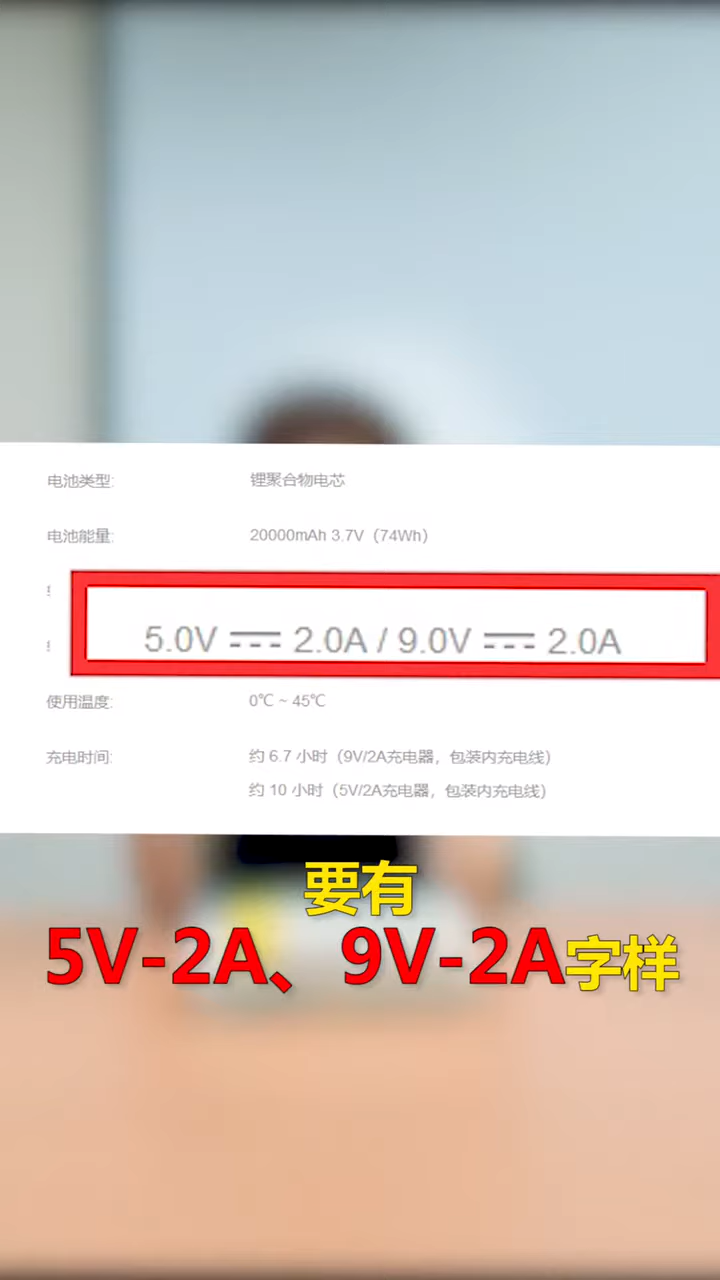 电池类型: 锂聚合物电芯
电池能量: 20000mAh 3.7V（74Wh）
5.0V ⎓ 2.0A / 9.0V ⎓ 2.0A
使用温度: 0℃ ~ 45℃
充电时间: 约 6.7 小时（9V/2A充电器，包装内充电线）
约 10 小时（5V/2A充电器，包装内充电线）
要有
5V-2A、9V-2A字样